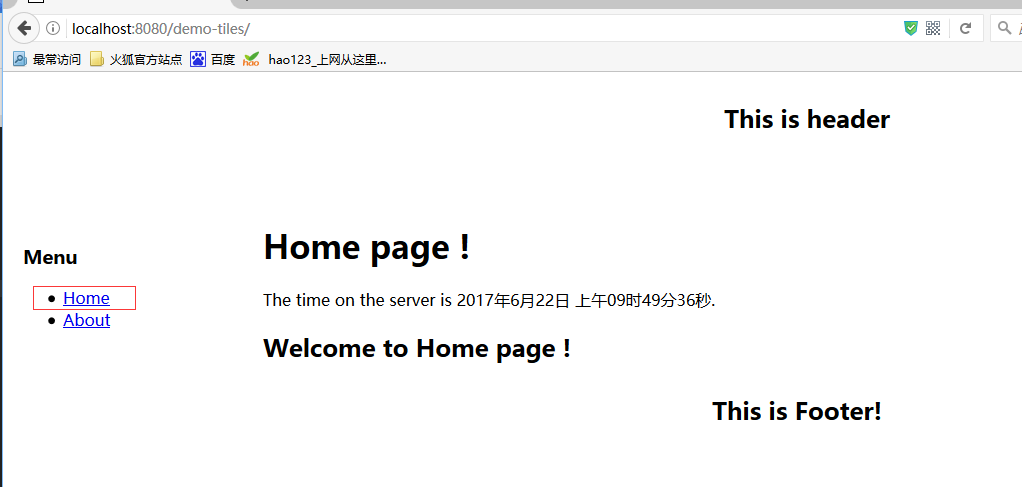 localhost:8080/demo-tiles/
最常访问 火狐官方站点 百度 hao123_上网从这里...
This is header
Menu
Home
About
Home page !
The time on the server is 2017年6月22日 上午09时49分36秒.
Welcome to Home page !
This is Footer!